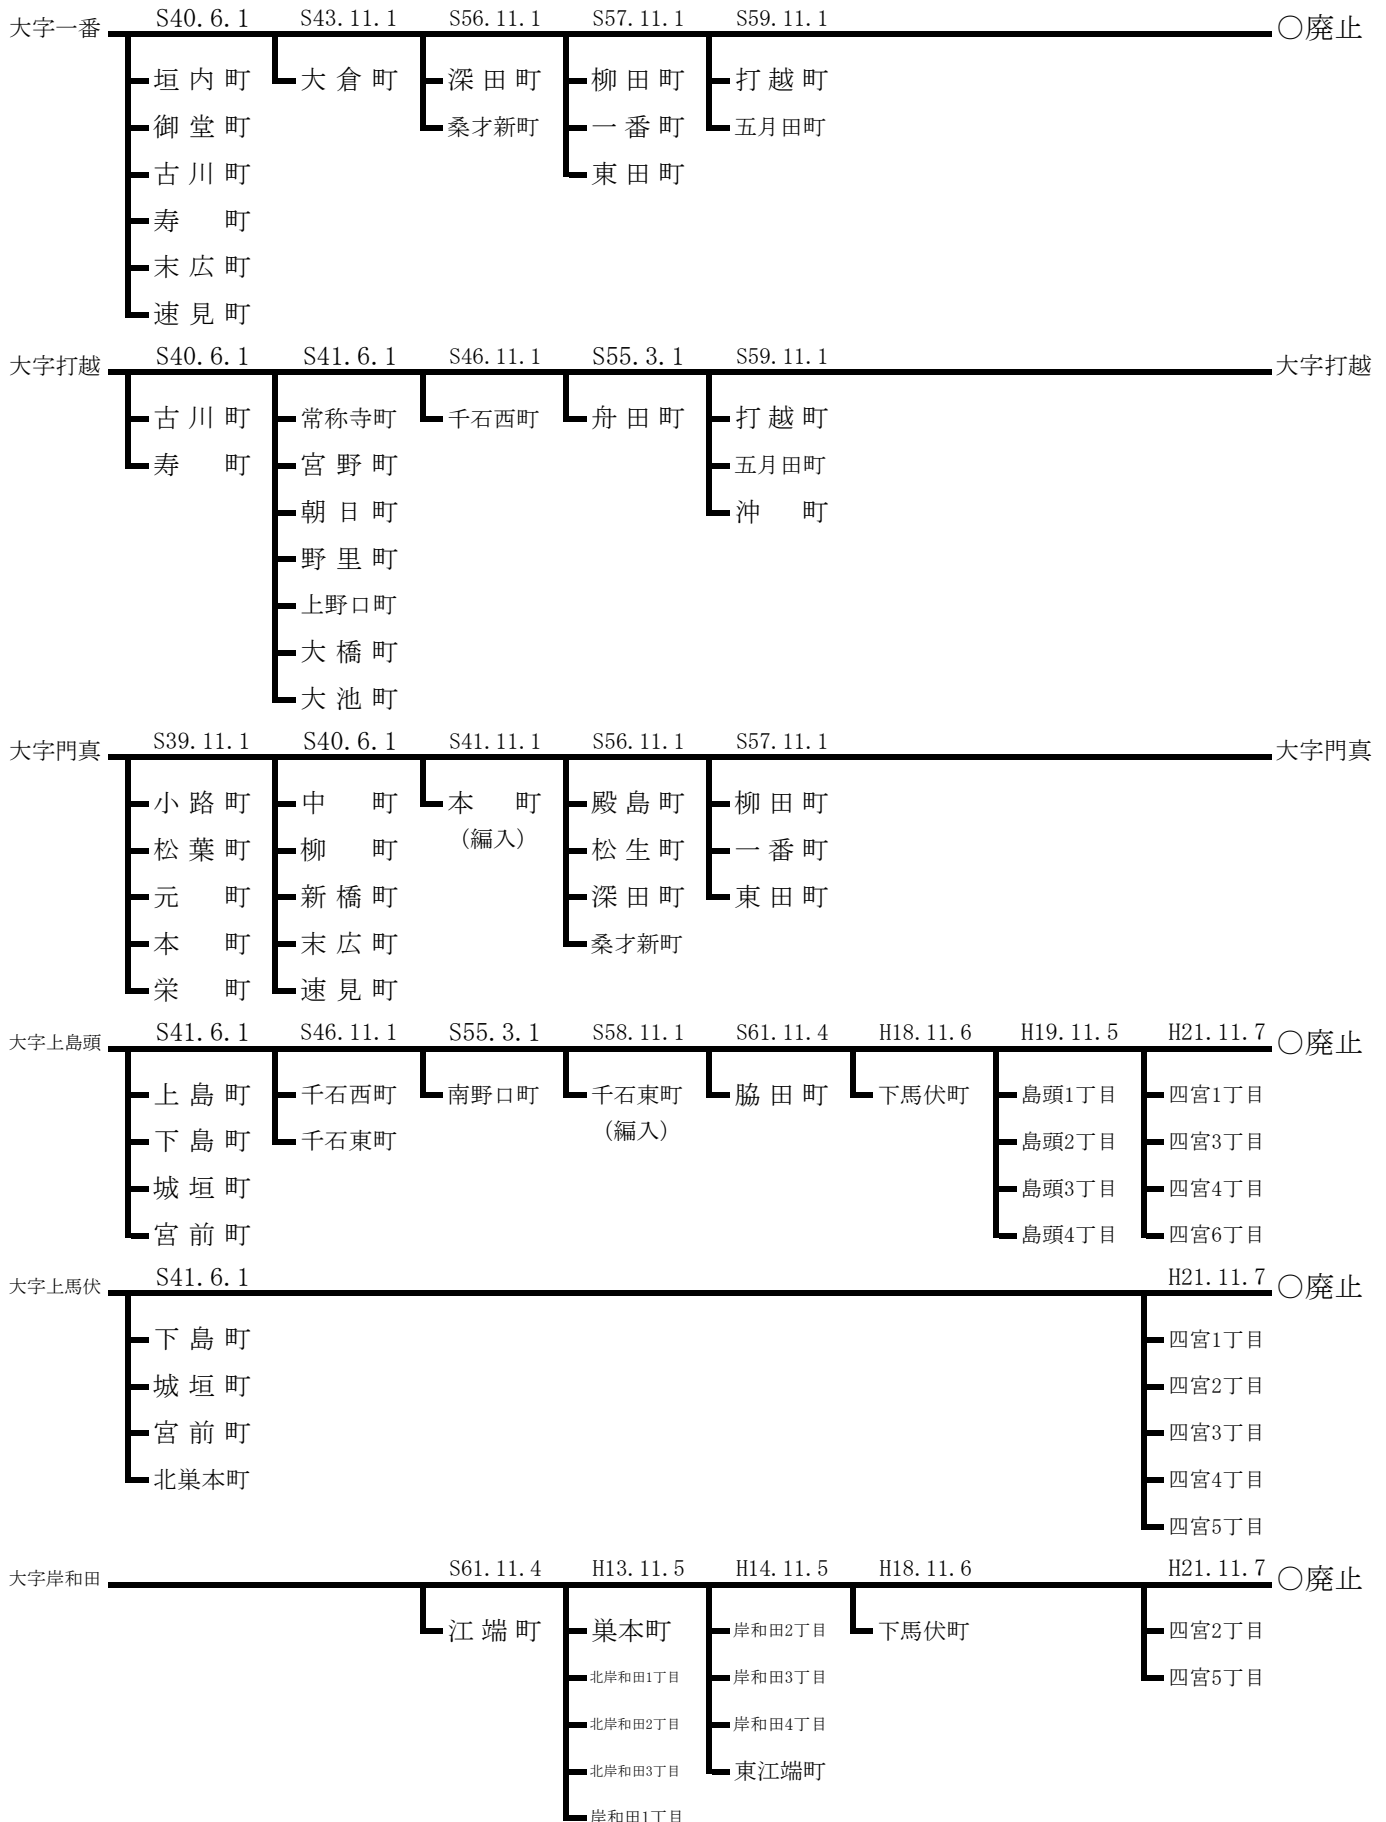 大字一番 S40.6.1 S43.11.1 S56.11.1 S57.11.1 S59.11.1 ○廃止
垣内町 大倉町 深田町 柳田町 打越町
御堂町 桑才新町 一番町 五月田町
古川町 東田町
寿 町
末広町
速見町
大字打越 S40.6.1 S41.6.1 S46.11.1 S55.3.1 S59.11.1 大字打越
古川町 常称寺町 千石西町 舟田町 打越町
寿 町 宮野町 五月田町
朝日町 沖 町
野里町
上野口町
大橋町
大池町
大字門真 S39.11.1 S40.6.1 S41.11.1 S56.11.1 S57.11.1 大字門真
小路町 中 町 本 町 殿島町 柳田町
松葉町 柳 町 (編入) 松生町 一番町
元 町 新橋町 深田町 東田町
本 町 末広町 桑才新町
栄 町 速見町
大字上島頭 S41.6.1 S46.11.1 S55.3.1 S58.11.1 S61.11.4 H18.11.6 H19.11.5 H21.11.7 ○廃止
上島町 千石西町 南野口町 千石東町 脇田町 下馬伏町 島頭1丁目 四宮1丁目
下島町 千石東町 (編入) 島頭2丁目 四宮3丁目
城垣町 島頭3丁目 四宮4丁目
宮前町 島頭4丁目 四宮6丁目
大字上馬伏 S41.6.1 H21.11.7 ○廃止
下島町 四宮1丁目
城垣町 四宮2丁目
宮前町 四宮3丁目
北巣本町 四宮4丁目
四宮5丁目
大字岸和田 S61.11.4 H13.11.5 H14.11.5 H18.11.6 H21.11.7 ○廃止
江端町 巣本町 岸和田2丁目 下馬伏町 四宮2丁目
北岸和田1丁目 岸和田3丁目 四宮5丁目
北岸和田2丁目 岸和田4丁目
北岸和田3丁目 東江端町
岸和田1丁目